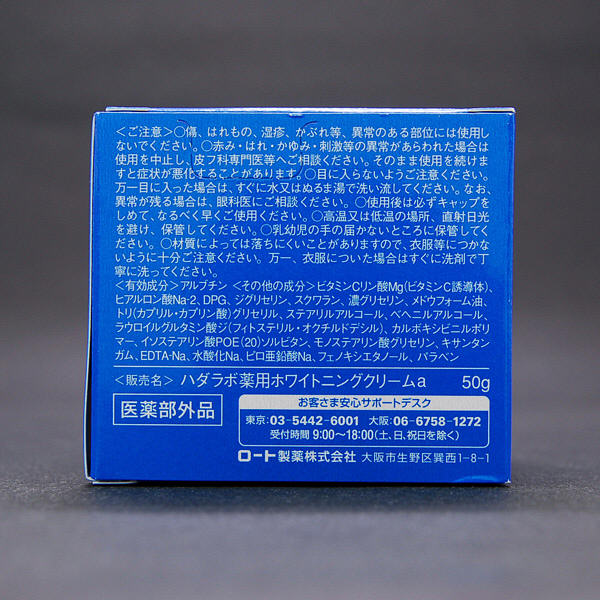 ＜ご注意＞○傷、はれもの、湿疹、かぶれ等、異常のある部位には使用し
ないでください。○赤み・はれ・かゆみ・刺激等の異常があらわれた場合は
使用を中止し、皮フ科専門医等へご相談ください。そのまま使用を続けま
すと症状が悪化することがあります。○目に入らないようご注意ください。
万一目に入った場合は、すぐに水又はぬるま湯で洗い流してください。なお、
異常が残る場合は、眼科医にご相談ください。○使用後は必ずキャップを
しめて、なるべく早くご使用ください。○高温又は低温の場所、直射日光
を避け、保管してください。○乳幼児の手の届かないところに保管してく
ださい。○材質によっては落ちにくいことがありますので、衣服等につかな
いように十分ご注意ください。万一、衣服についた場合はすぐに洗剤で丁
寧に洗ってください。
＜有効成分＞アルブチン ＜その他の成分＞ビタミンCリン酸Mg(ビタミンC誘導体)、
ヒアルロン酸Na-2、DPG、ジグリセリン、スクワラン、濃グリセリン、メドウフォーム油、
トリ(カプリル・カプリン酸)グリセリル、ステアリルアルコール、ベヘニルアルコール、
ラウロイルグルタミン酸ジ(フィトステリル・オクチルドデシル)、カルボキシビニルポリ
マー、イソステアリン酸POE(20)ソルビタン、モノステアリン酸グリセリン、キサンタン
ガム、EDTA-Na、水酸化Na、ピロ亜鉛酸Na、フェノキシエタノール、パラベン
＜販売名＞ ハダラボ薬用ホワイトニングクリームa 50g
医薬部外品
お客さま安心サポートデスク
東京:03-5442-6001 大阪:06-6758-1272
受付時間 9:00〜18:00(土、日、祝日を除く)
ロート製薬株式会社 大阪市生野区巽西1-8-1